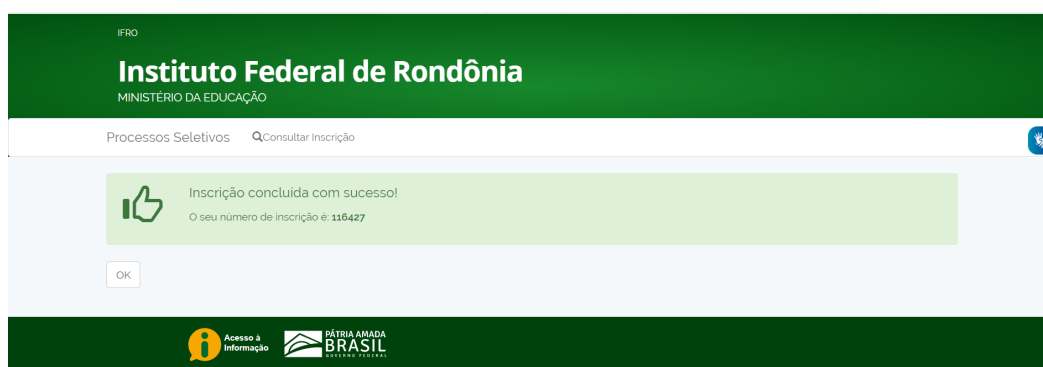 IFRO
Instituto Federal de Rondônia
MINISTÉRIO DA EDUCAÇÃO
Processos Seletivos Consultar Inscrição
Inscrição concluída com sucesso!
O seu número de inscrição é: 116427
OK
Acesso à
Informação
PÁTRIA AMADA
BRASIL
GOVERNO FEDERAL